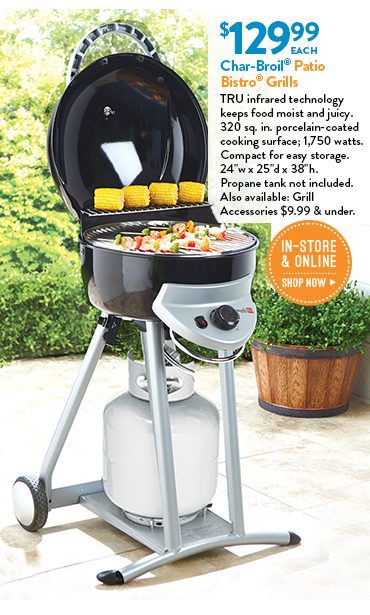 $129.99
EACH
Char-Broil® Patio
Bistro® Grills
TRU infrared technology
keeps food moist and juicy.
320 sq. in. porcelain-coated
cooking surface; 1,750 watts.
Compact for easy storage.
24"w x 25"d x 38"h.
Propane tank not included.
Also available: Grill
Accessories $9.99 & under.
IN-STORE
& ONLINE
SHOP NOW ▸